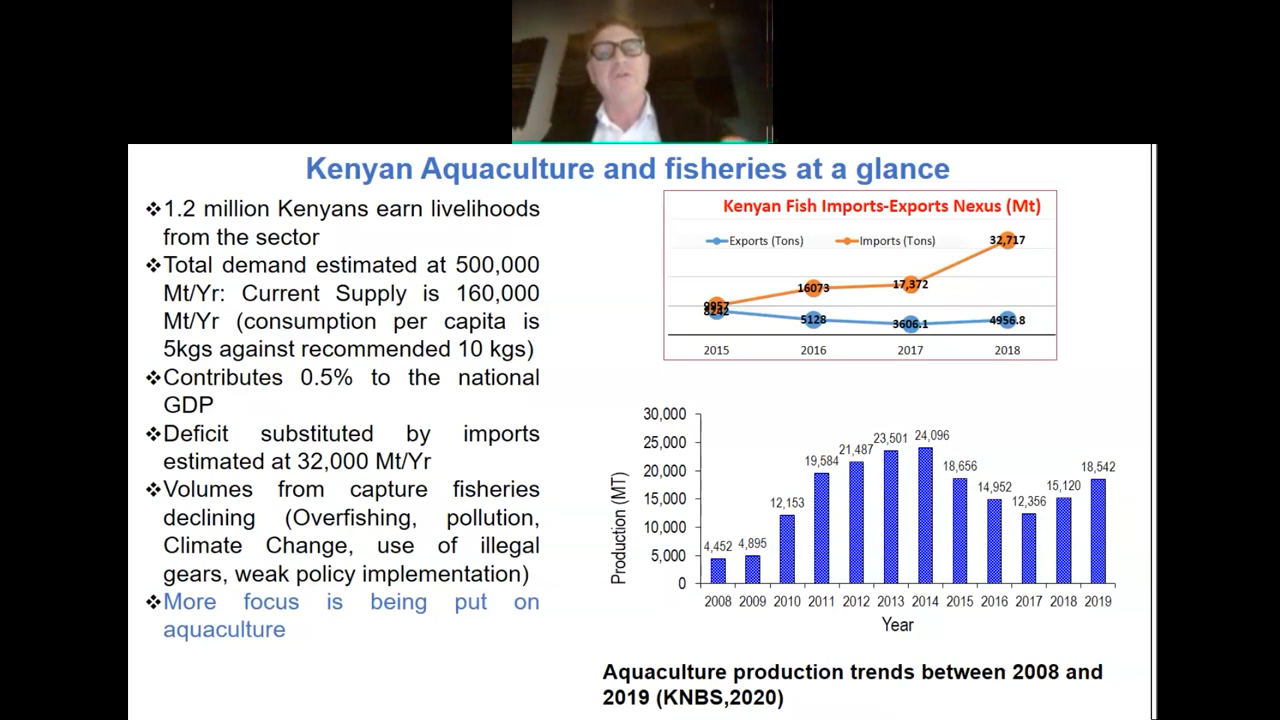 Kenyan Aquaculture and fisheries at a glance
❖1.2 million Kenyans earn livelihoods
from the sector
❖Total demand estimated at 500,000
Mt/Yr: Current Supply is 160,000
Mt/Yr (consumption per capita is
5kgs against recommended 10 kgs)
❖Contributes 0.5% to the national
GDP
❖Deficit substituted by imports
estimated at 32,000 Mt/Yr
❖Volumes from capture fisheries
declining (Overfishing, pollution,
Climate Change, use of illegal
gears, weak policy implementation)
❖More focus is being put on
aquaculture
Kenyan Fish Imports-Exports Nexus (Mt)
Exports (Tons) Imports (Tons)
32,717
16073 17,372
9957
8242 5128 3606.1 4956.8
2015 2016 2017 2018
Production (MT)
30,000
25,000
20,000
15,000
10,000
5,000
0
4,452 4,895 12,153 19,584 21,487 23,501 24,096 18,656 14,952 12,356 15,120 18,542
2008 2009 2010 2011 2012 2013 2014 2015 2016 2017 2018 2019
Year
Aquaculture production trends between 2008 and
2019 (KNBS,2020)